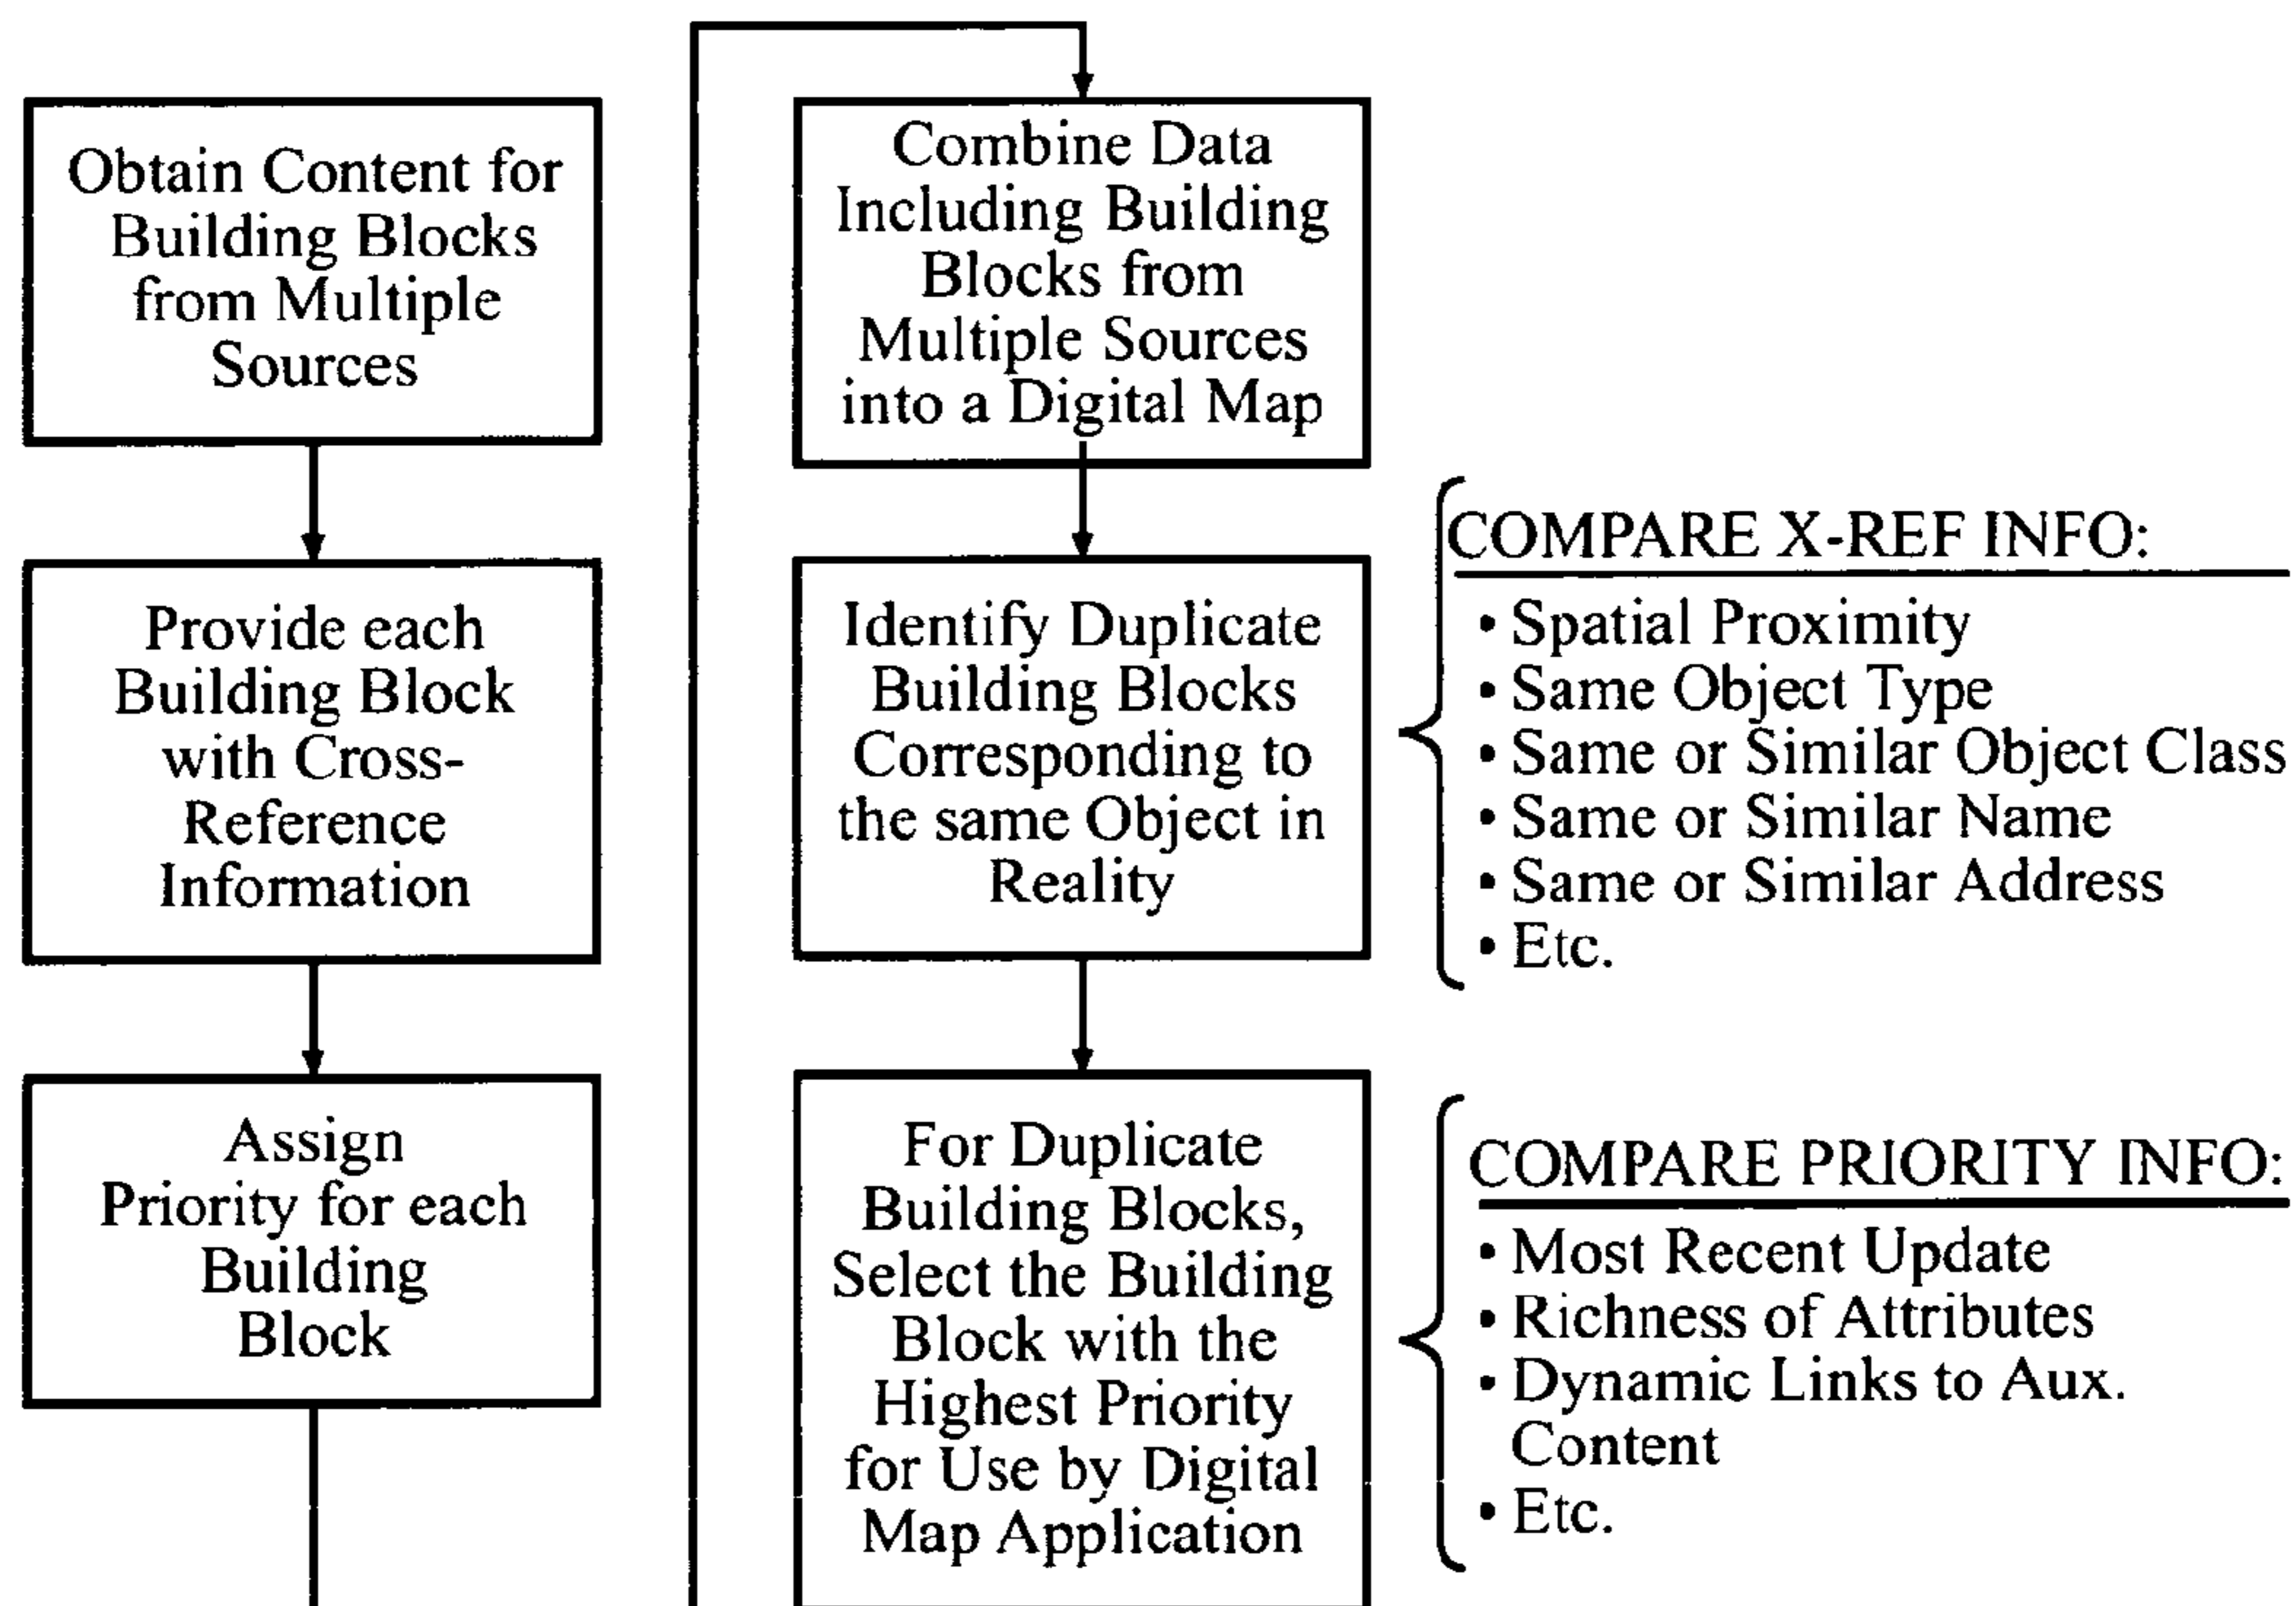 Obtain Content for
Building Blocks
from Multiple
Sources
Provide each
Building Block
with Cross-
Reference
Information
Assign
Priority for each
Building
Block
Combine Data
Including Building
Blocks from
Multiple Sources
into a Digital Map
Identify Duplicate
Building Blocks
Corresponding to
the same Object in
Reality
COMPARE X-REF INFO:
• Spatial Proximity
• Same Object Type
• Same or Similar Object Class
• Same or Similar Name
• Same or Similar Address
• Etc.
For Duplicate
Building Blocks,
Select the Building
Block with the
Highest Priority
for Use by Digital
Map Application
COMPARE PRIORITY INFO:
• Most Recent Update
• Richness of Attributes
• Dynamic Links to Aux.
Content
• Etc.